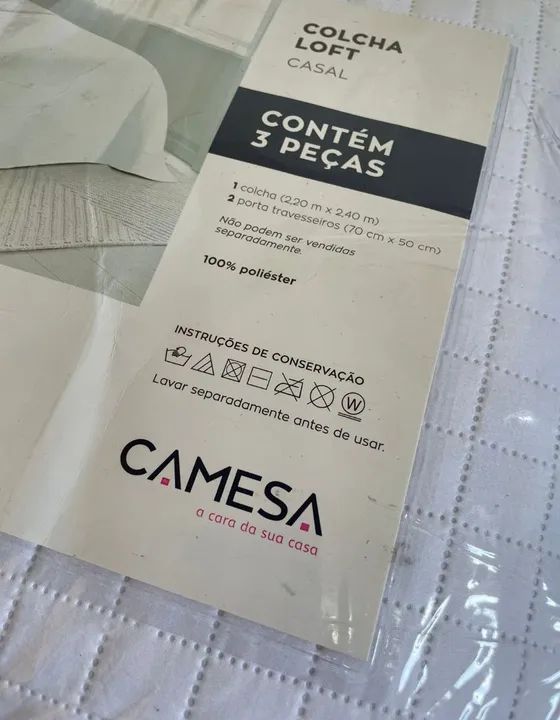 COLCHA
LOFT
CASAL
CONTÉM
3 PEÇAS
1 colcha (2,20 m x 2,40 m)
2 porta travesseiros (70 cm x 50 cm)
Não podem ser vendidas
separadamente.
100% poliéster
INSTRUÇÕES DE CONSERVAÇÃO
W
Lavar separadamente antes de usar.
CAMESA
a cara da sua casa